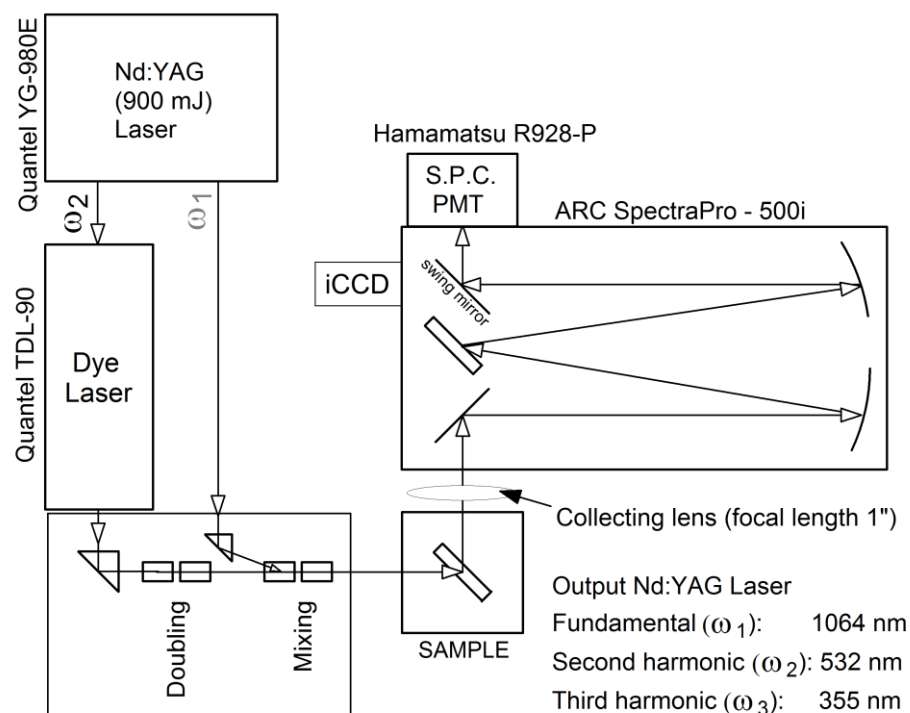 Quantel YG-980E
Nd:YAG
(900 mJ)
Laser
ω2
ω1
Hamamatsu R928-P
S.P.C.
PMT
ARC SpectraPro - 500i
iCCD
swing mirror
Quantel TDL-90
Dye
Laser
Collecting lens (focal length 1")
Doubling
Mixing
SAMPLE
Output Nd:YAG Laser
Fundamental (ω1): 1064 nm
Second harmonic (ω2): 532 nm
Third harmonic (ω3): 355 nm